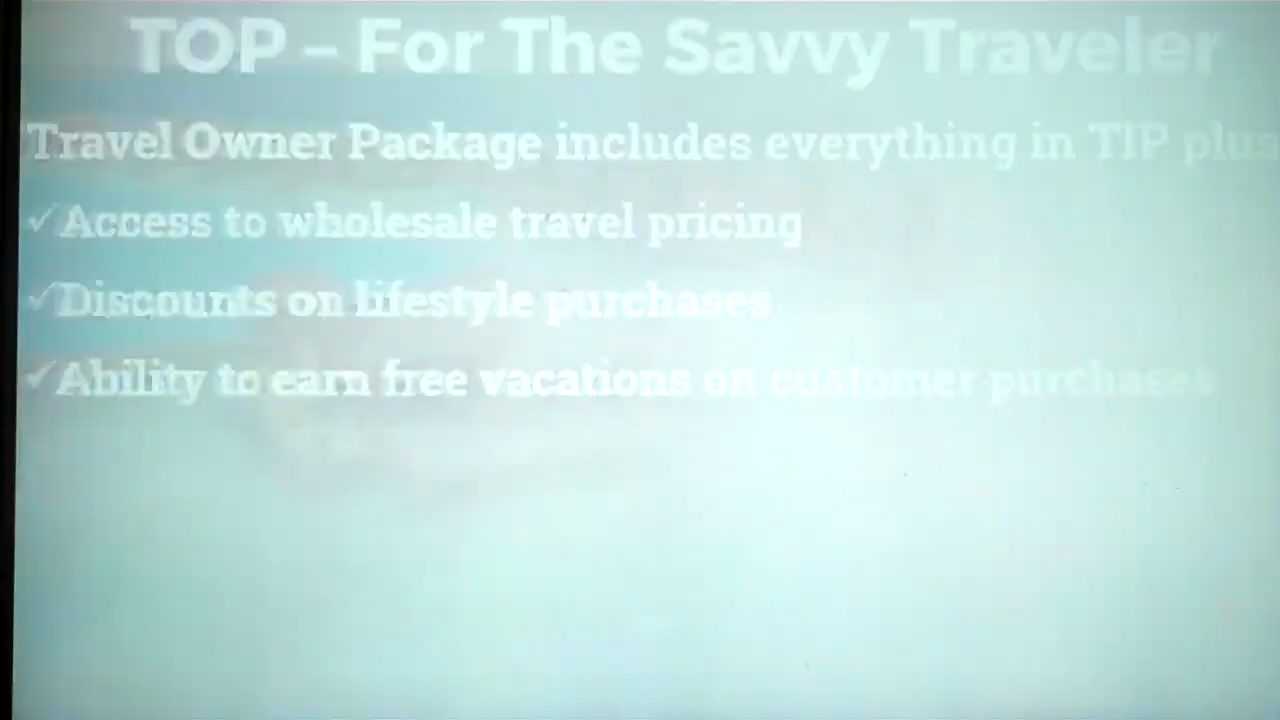 TOP – For The Savvy Traveler
Travel Owner Package includes everything in TIP plus
✓Access to wholesale travel pricing
✓Discounts on lifestyle purchases
✓Ability to earn free vacations on customer purchases